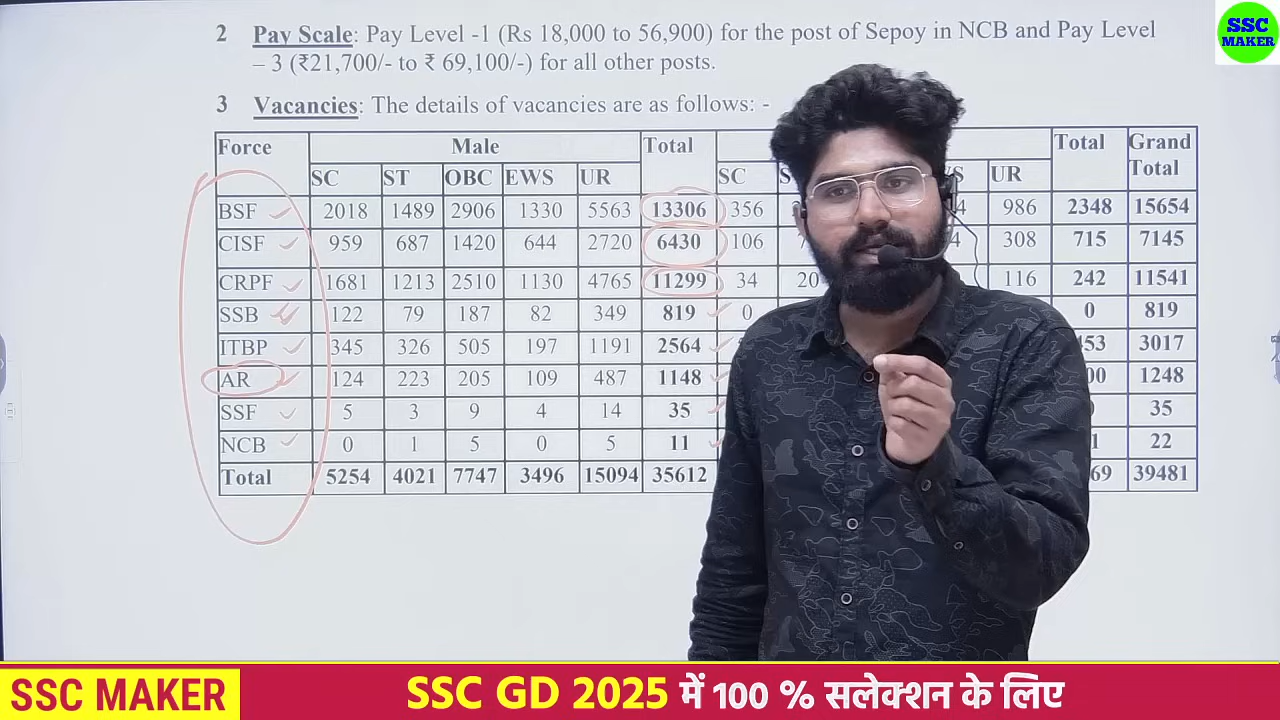 SSC
MAKER
2 Pay Scale: Pay Level -1 (Rs 18,000 to 56,900) for the post of Sepoy in NCB and Pay Level
– 3 (₹21,700/- to ₹ 69,100/-) for all other posts.
3 Vacancies: The details of vacancies are as follows: -
Force Male Total Total Grand Total
SC ST OBC EWS UR SC UR
BSF 2018 1489 2906 1330 5563 13306 356 986 2348 15654
CISF 959 687 1420 644 2720 6430 106 308 715 7145
CRPF 1681 1213 2510 1130 4765 11299 34 20 116 242 11541
SSB 122 79 187 82 349 819 0 0 819
ITBP 345 326 505 197 1191 2564 3017
AR 124 223 205 109 487 1148 1248
SSF 5 3 9 4 14 35 35
NCB 0 1 5 0 5 11 22
Total 5254 4021 7747 3496 15094 35612 39481
SSC MAKER SSC GD 2025 में 100 % सलेक्शन के लिए